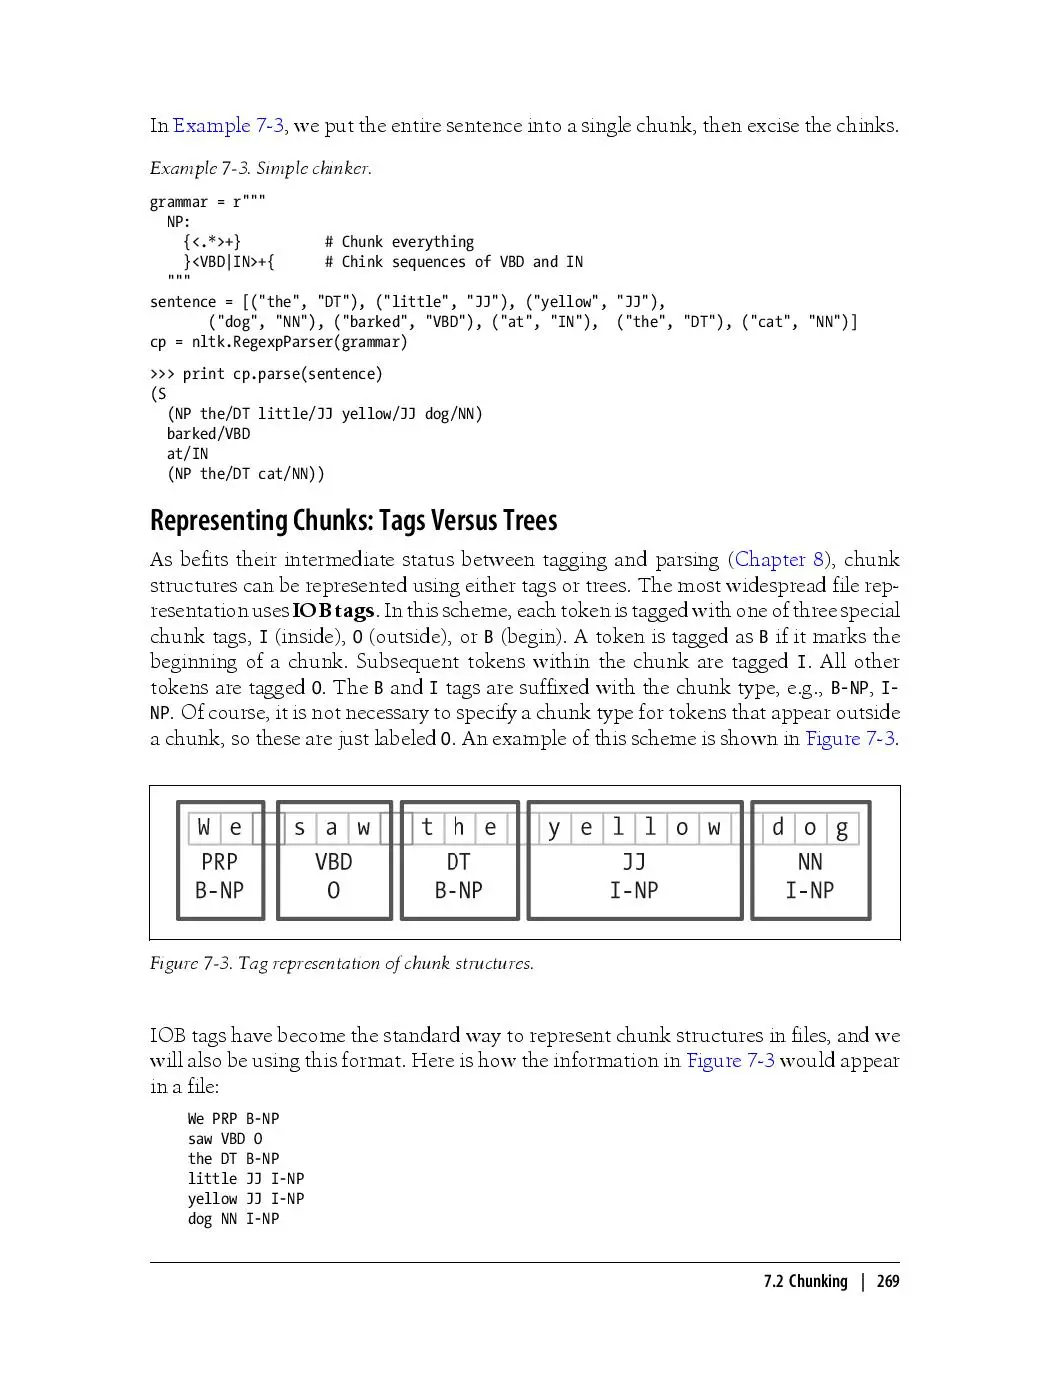 In Example 7-3, we put the entire sentence into a single chunk, then excise the chinks.
Example 7-3. Simple chinker.
grammar = r"""
  NP:
    {<.*>+}          # Chunk everything
    }<VBD|IN>+{      # Chink sequences of VBD and IN
  """
sentence = [("the", "DT"), ("little", "JJ"), ("yellow", "JJ"),
       ("dog", "NN"), ("barked", "VBD"), ("at", "IN"),  ("the", "DT"), ("cat", "NN")]
cp = nltk.RegexpParser(grammar)
>>> print cp.parse(sentence)
(S
  (NP the/DT little/JJ yellow/JJ dog/NN)
  barked/VBD
  at/IN
  (NP the/DT cat/NN))
Representing Chunks: Tags Versus Trees
As befits their intermediate status between tagging and parsing (Chapter 8), chunk
structures can be represented using either tags or trees. The most widespread file rep-
resentation uses IOB tags. In this scheme, each token is tagged with one of three special
chunk tags, I (inside), O (outside), or B (begin). A token is tagged as B if it marks the
beginning of a chunk. Subsequent tokens within the chunk are tagged I. All other
tokens are tagged O. The B and I tags are suffixed with the chunk type, e.g., B-NP, I-
NP. Of course, it is not necessary to specify a chunk type for tokens that appear outside
a chunk, so these are just labeled O. An example of this scheme is shown in Figure 7-3.
We saw the yellow dog
PRP VBD DT JJ NN
B-NP O B-NP I-NP I-NP
Figure 7-3. Tag representation of chunk structures.
IOB tags have become the standard way to represent chunk structures in files, and we
will also be using this format. Here is how the information in Figure 7-3 would appear
in a file:
We PRP B-NP
saw VBD O
the DT B-NP
little JJ I-NP
yellow JJ I-NP
dog NN I-NP
7.2 Chunking | 269